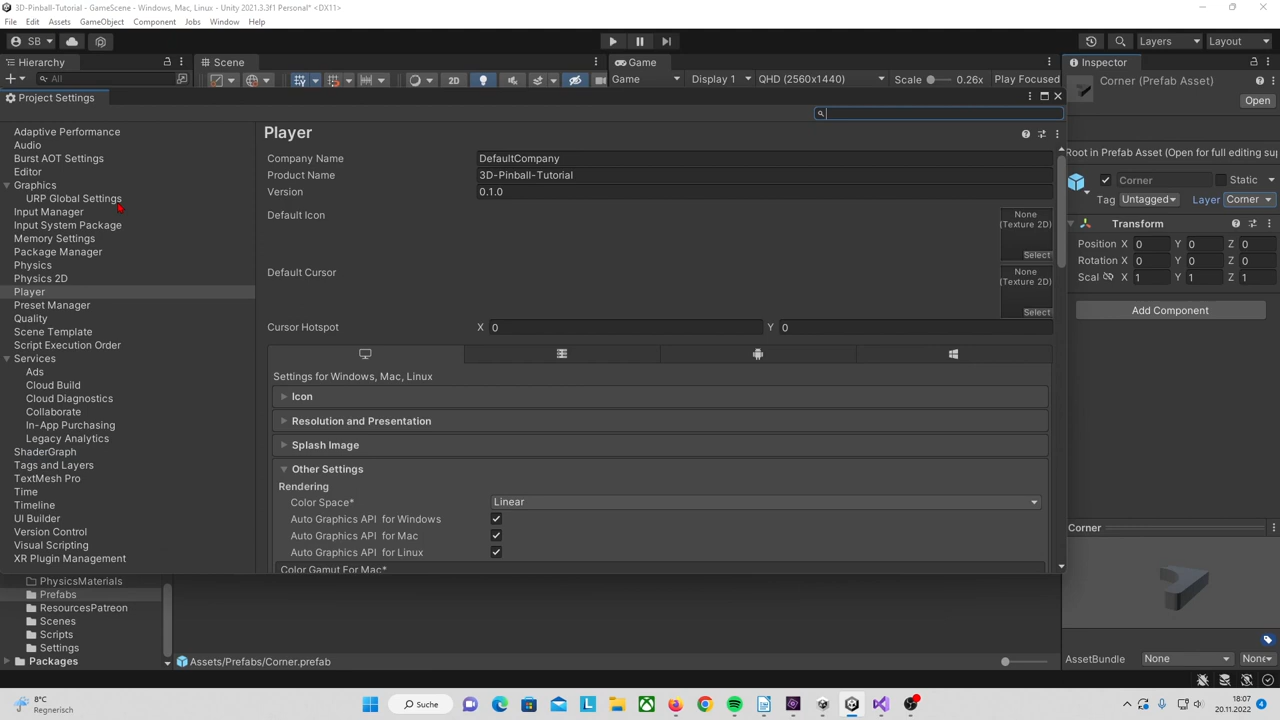 3D-Pinball-Tutorial - GameScene - Windows, Mac, Linux - Unity 2021.3.3f1 Personal* <DX11>
File Edit Assets GameObject Component Jobs Window Help
SB Layers Layout
Hierarchy Scene Game Inspector
All 2D Game Display 1 QHD (2560x1440) Scale 0.26x Play Focused
Corner (Prefab Asset)
Open
Project Settings
Adaptive Performance
Audio
Burst AOT Settings
Editor
Graphics
URP Global Settings
Input Manager
Input System Package
Memory Settings
Package Manager
Physics
Physics 2D
Player
Preset Manager
Quality
Scene Template
Script Execution Order
Services
Ads
Cloud Build
Cloud Diagnostics
Collaborate
In-App Purchasing
Legacy Analytics
ShaderGraph
Tags and Layers
TextMesh Pro
Time
Timeline
UI Builder
Version Control
Visual Scripting
XR Plugin Management
Player
Company Name DefaultCompany
Product Name 3D-Pinball-Tutorial
Version 0.1.0
Default Icon None
(Texture 2D)
Select
Default Cursor None
(Texture 2D)
Select
Cursor Hotspot X 0 Y 0
Settings for Windows, Mac, Linux
Icon
Resolution and Presentation
Splash Image
Other Settings
Rendering
Color Space* Linear
Auto Graphics API for Windows
Auto Graphics API for Mac
Auto Graphics API for Linux
Color Gamut For Mac*
Root in Prefab Asset (Open for full editing su
Corner Static
Tag Untagged Layer Corner
Transform
Position X 0 Y 0 Z 0
Rotation X 0 Y 0 Z 0
Scal X 1 Y 1 Z 1
Add Component
Corner
AssetBundle None None
PhysicsMaterials
Prefabs
ResourcesPatreon
Scenes
Scripts
Settings
Packages
Assets/Prefabs/Corner.prefab
8°C
Regnerisch
Suche
18:07
20.11.2022